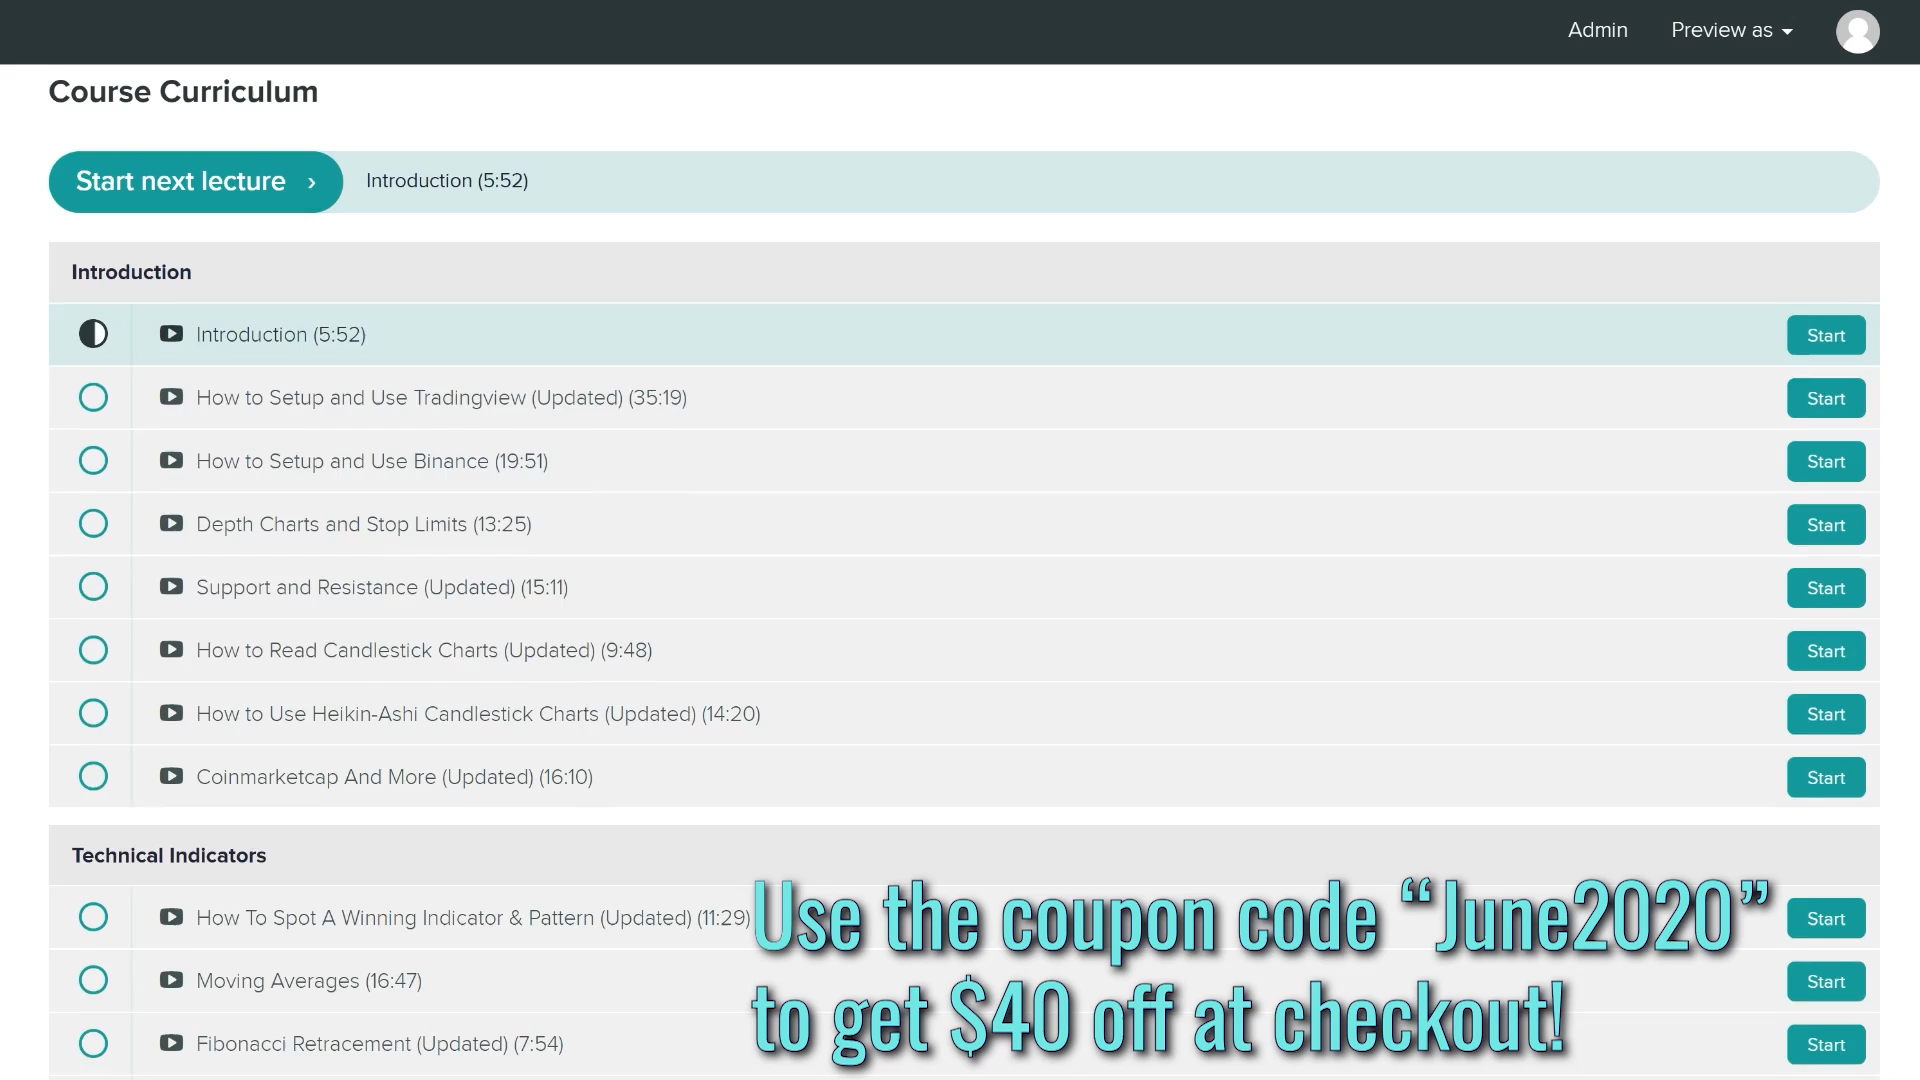 Admin Preview as
Course Curriculum
Start next lecture › Introduction (5:52)
Introduction
Introduction (5:52) Start
How to Setup and Use Tradingview (Updated) (35:19) Start
How to Setup and Use Binance (19:51) Start
Depth Charts and Stop Limits (13:25) Start
Support and Resistance (Updated) (15:11) Start
How to Read Candlestick Charts (Updated) (9:48) Start
How to Use Heikin-Ashi Candlestick Charts (Updated) (14:20) Start
Coinmarketcap And More (Updated) (16:10) Start
Technical Indicators
How To Spot A Winning Indicator & Pattern (Updated) (11:29) Start
Moving Averages (16:47) Start
Fibonacci Retracement (Updated) (7:54) Start
Use the coupon code “June2020”
to get $40 off at checkout!